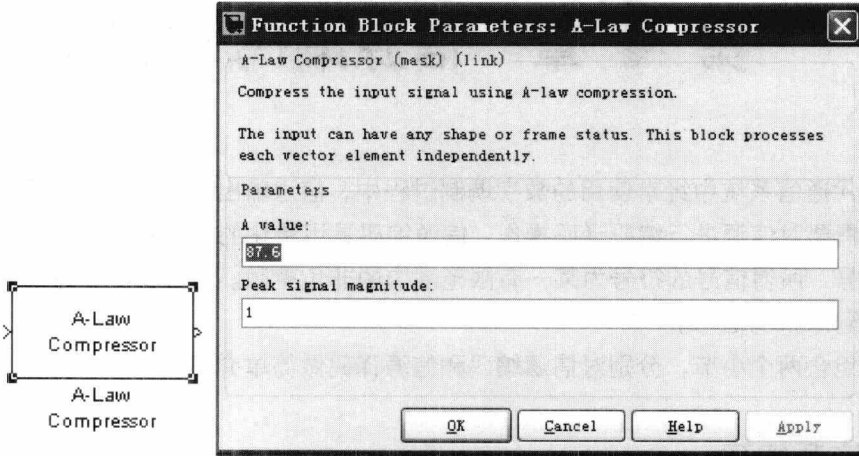 Function Block Parameters: A-Law Compressor
A-Law Compressor (mask) (link)
Compress the input signal using A-law compression.
The input can have any shape or frame status. This block processes
each vector element independently.
Parameters
A value:
87.6
Peak signal magnitude:
1
OK
Cancel
Help
Apply
A-Law
Compressor
A-Law
Compressor